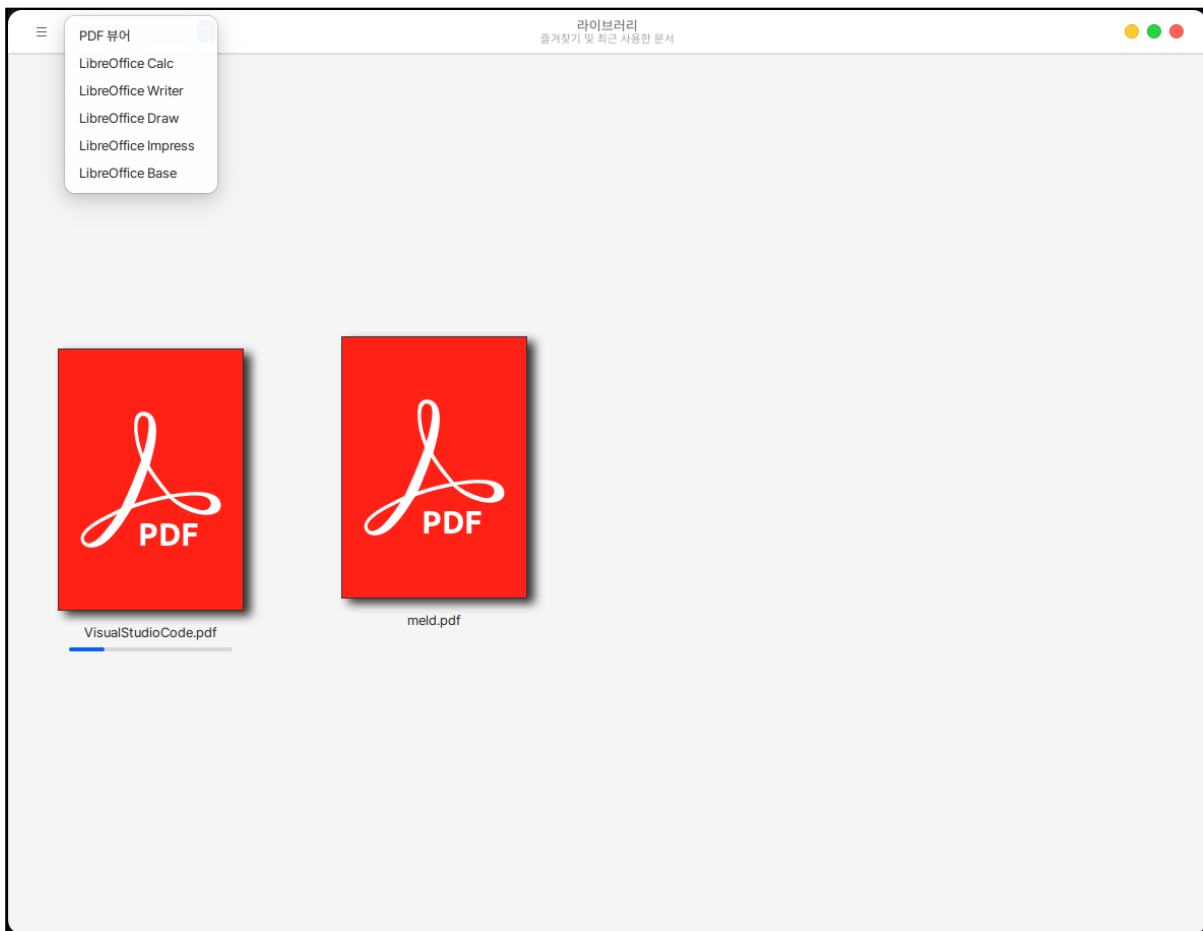 라이브러리
즐겨찾기 및 최근 사용한 문서
PDF 뷰어
LibreOffice Calc
LibreOffice Writer
LibreOffice Draw
LibreOffice Impress
LibreOffice Base
PDF
PDF
VisualStudioCode.pdf
meld.pdf